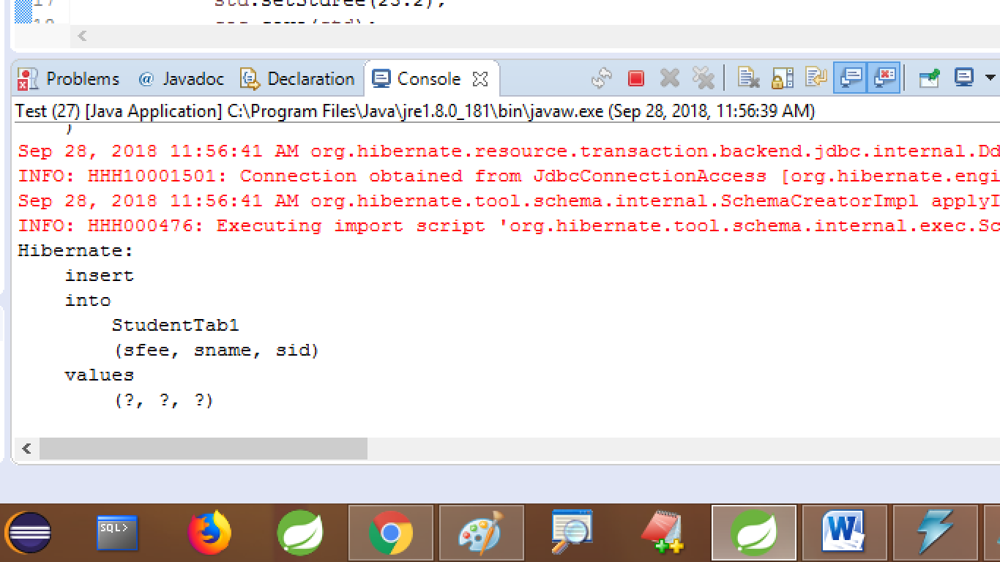 17 std.setStdFee(25.2);
Problems @ Javadoc Declaration Console
Test (27) [Java Application] C:\Program Files\Java\jre1.8.0_181\bin\javaw.exe (Sep 28, 2018, 11:56:39 AM)
)
Sep 28, 2018 11:56:41 AM org.hibernate.resource.transaction.backend.jdbc.internal.Dd
INFO: HHH10001501: Connection obtained from JdbcConnectionAccess [org.hibernate.engi
Sep 28, 2018 11:56:41 AM org.hibernate.tool.schema.internal.SchemaCreatorImpl applyI
INFO: HHH000476: Executing import script 'org.hibernate.tool.schema.internal.exec.Sc
Hibernate:
insert
into
StudentTab1
(sfee, sname, sid)
values
(?, ?, ?)
SQL>
W